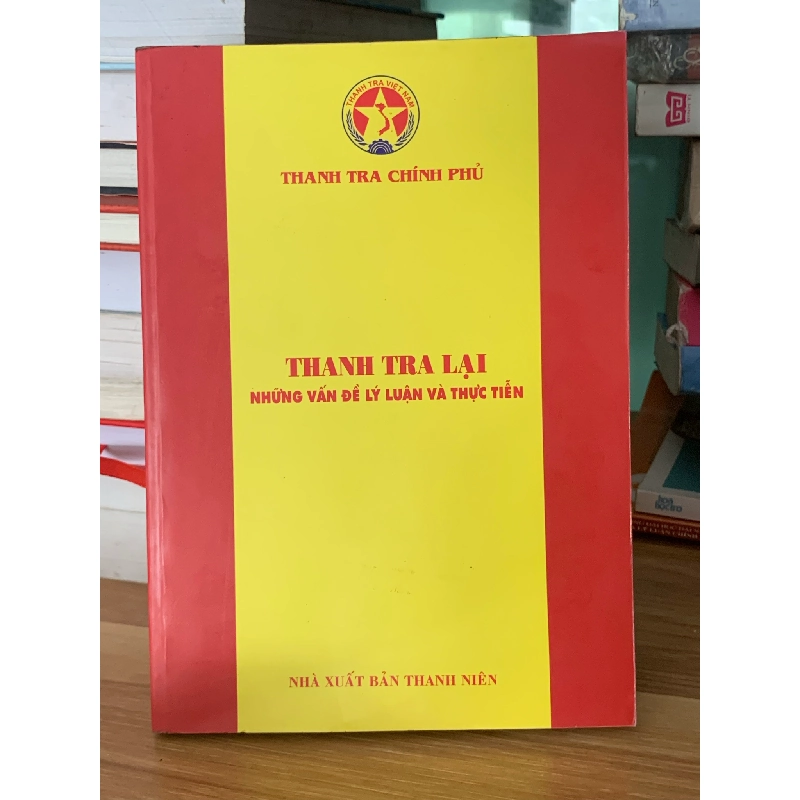 THANH TRA VIỆT NAM
THANH TRA CHÍNH PHỦ
THANH TRA LẠI
NHỮNG VẤN ĐỀ LÝ LUẬN VÀ THỰC TIỄN
NHÀ XUẤT BẢN THANH NIÊN